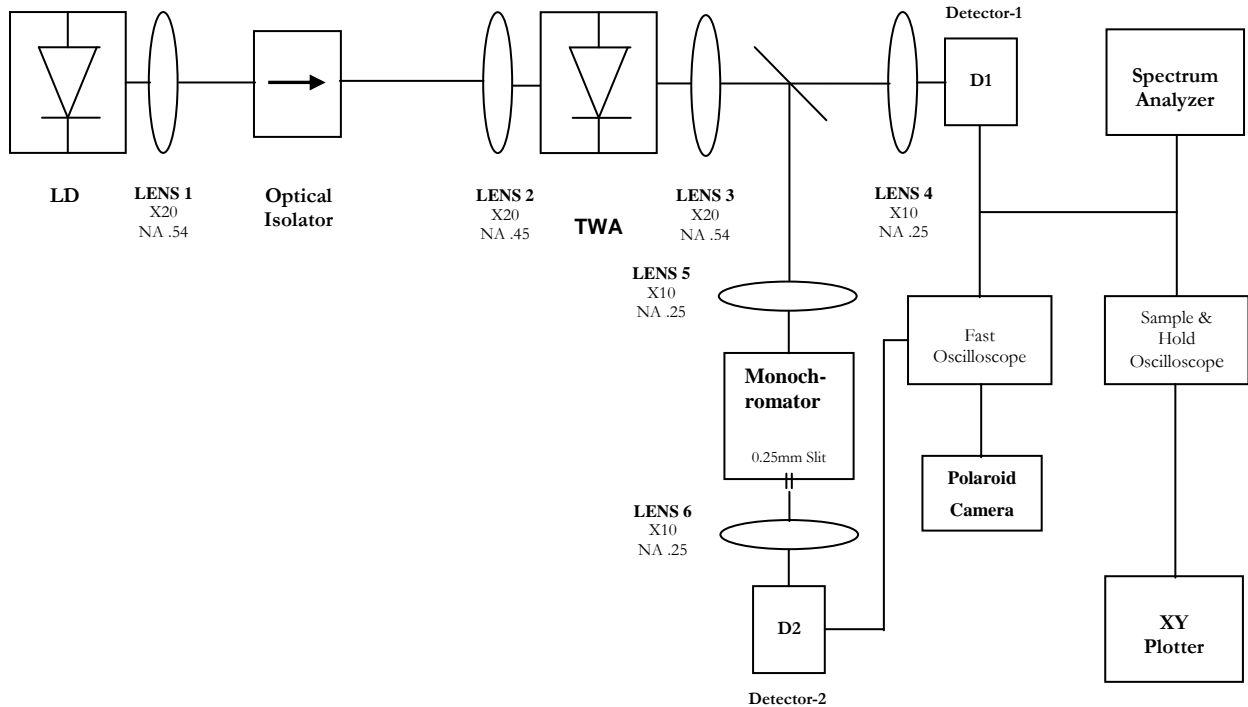 Detector-1
D1
Spectrum
Analyzer
LD
LENS 1
X20
NA .54
Optical
Isolator
LENS 2
X20
NA .45
TWA
LENS 3
X20
NA .54
LENS 4
X10
NA .25
LENS 5
X10
NA .25
Fast
Oscilloscope
Sample &
Hold
Oscilloscope
Monoch-
romator
0.25mm Slit
Polaroid
Camera
LENS 6
X10
NA .25
D2
XY
Plotter
Detector-2